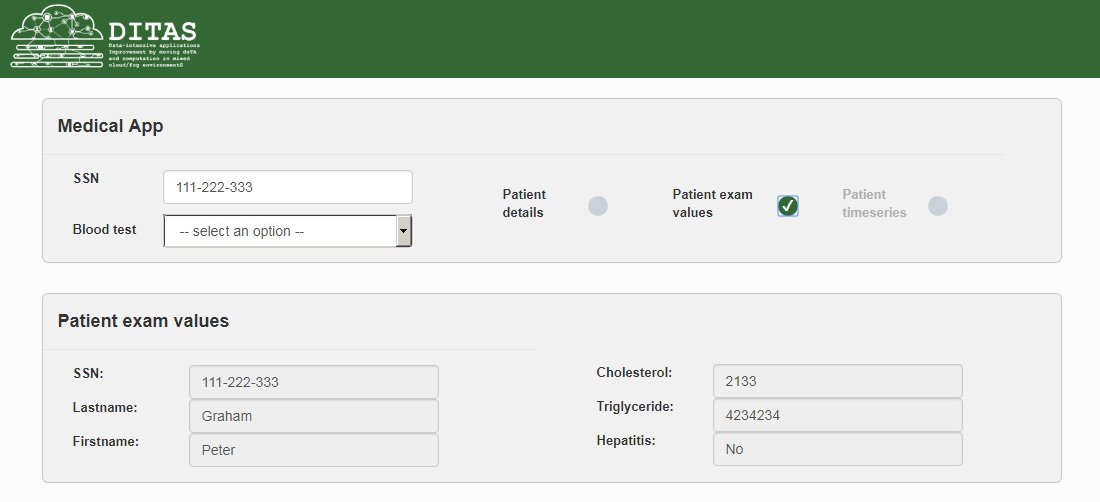 DITAS
Data-intensive applications
Improvement by moving daTA
and computation in mixed
cloud/fog environmentS
Medical App
SSN
111-222-333
Blood test
-- select an option --
Patient
details
Patient exam
values
Patient
timeseries
Patient exam values
SSN:
111-222-333
Lastname:
Graham
Firstname:
Peter
Cholesterol:
2133
Triglyceride:
4234234
Hepatitis:
No